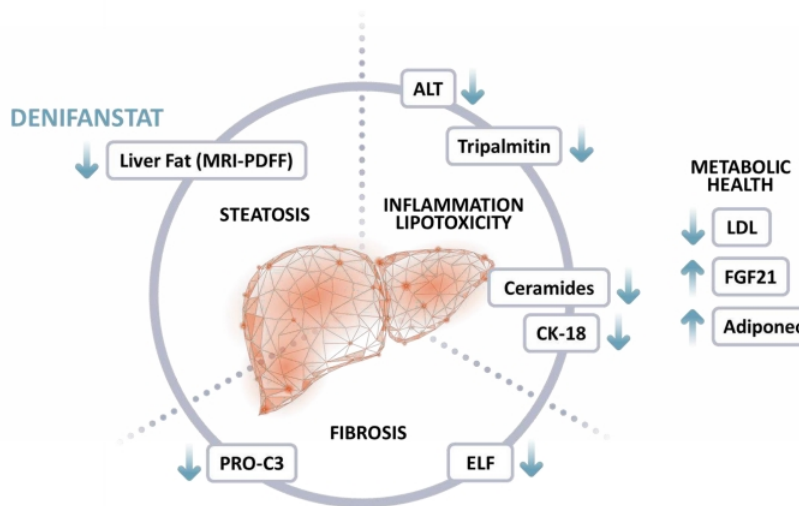 DENIFANSTAT
Liver Fat (MRI-PDFF)
STEATOSIS
ALT
Tripalmitin
INFLAMMATION
LIPOTOXICITY
Ceramides
CK-18
FIBROSIS
PRO-C3
ELF
METABOLIC
HEALTH
LDL
FGF21
Adiponec